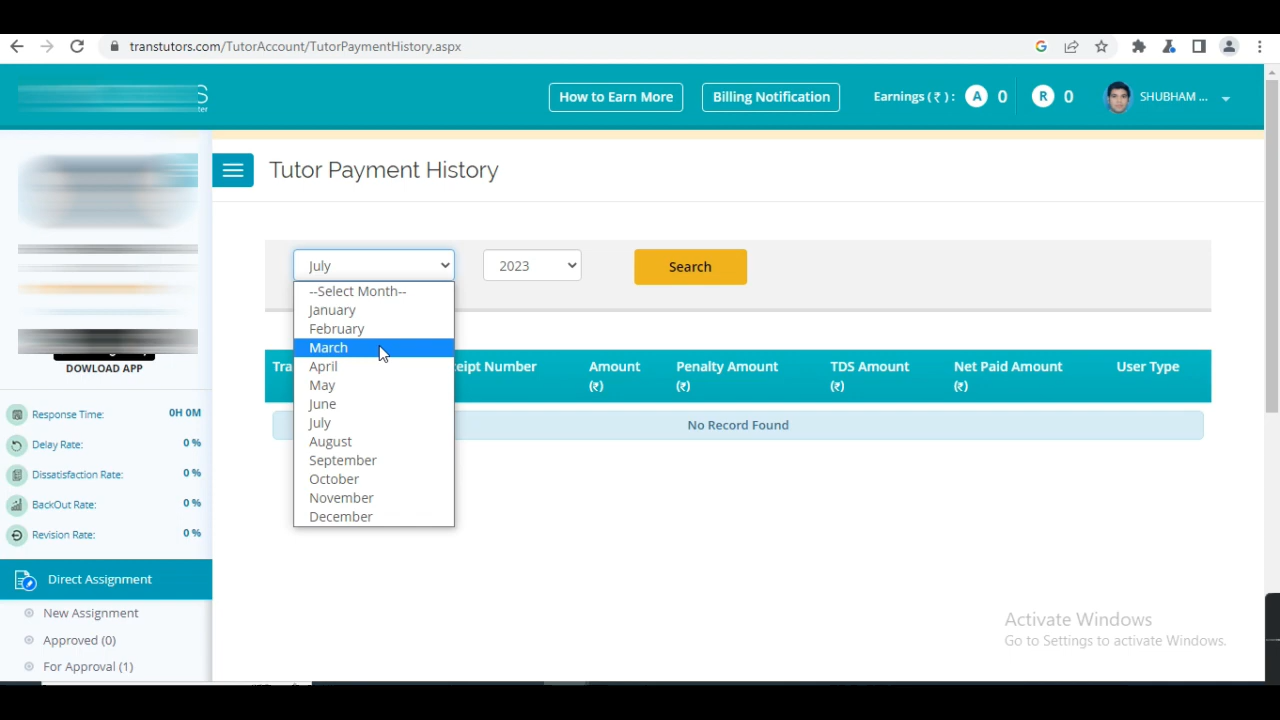 transtutors.com/TutorAccount/TutorPaymentHistory.aspx
How to Earn More
Billing Notification
Earnings (₹ ) : A 0
R 0
SHUBHAM ...
Tutor Payment History
July
2023
Search
--Select Month--
January
February
March
April
May
June
July
August
September
October
November
December
Amount (₹)
Penalty Amount (₹)
TDS Amount (₹)
Net Paid Amount (₹)
User Type
No Record Found
DOWLOAD APP
Response Time: 0H 0M
Delay Rate: 0 %
Dissatisfaction Rate: 0 %
BackOut Rate: 0 %
Revision Rate: 0 %
Direct Assignment
New Assignment
Approved (0)
For Approval (1)
Activate Windows
Go to Settings to activate Windows.